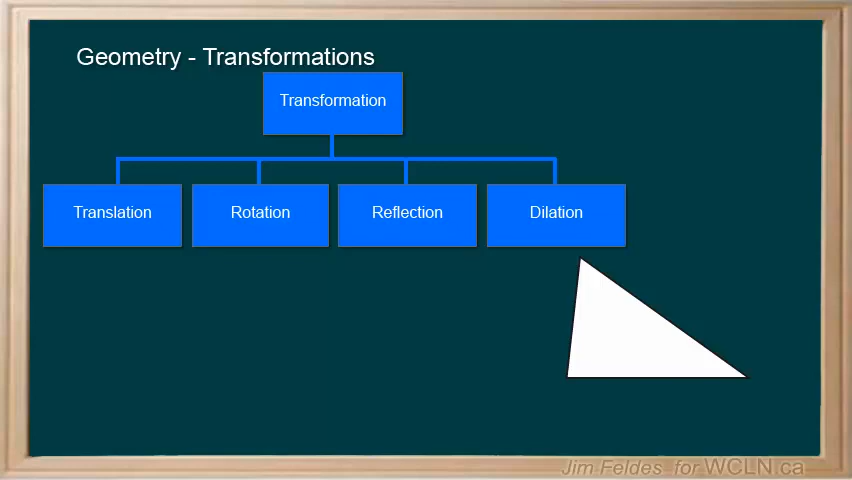 Geometry - Transformations
Transformation
Translation
Rotation
Reflection
Dilation
Jim Feldes for WCLN.ca